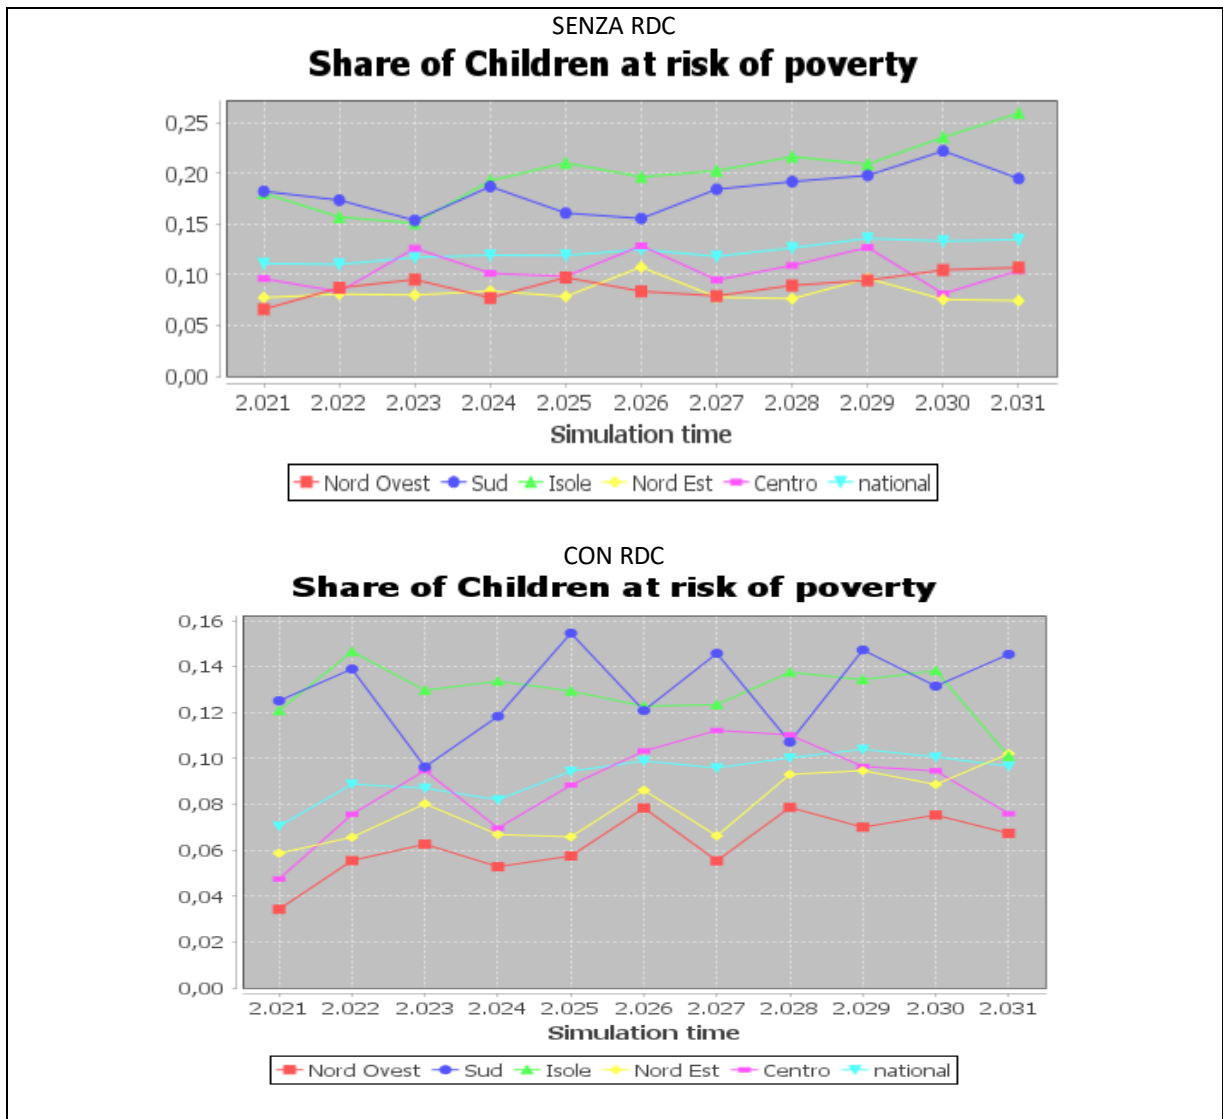 SENZA RDC
Share of Children at risk of poverty
0,25
0,20
0,15
0,10
0,05
0,00
2.021 2.022 2.023 2.024 2.025 2.026 2.027 2.028 2.029 2.030 2.031
Simulation time
Nord Ovest Sud Isole Nord Est Centro national
CON RDC
Share of Children at risk of poverty
0,16
0,14
0,12
0,10
0,08
0,06
0,04
0,02
0,00
2.021 2.022 2.023 2.024 2.025 2.026 2.027 2.028 2.029 2.030 2.031
Simulation time
Nord Ovest Sud Isole Nord Est Centro national